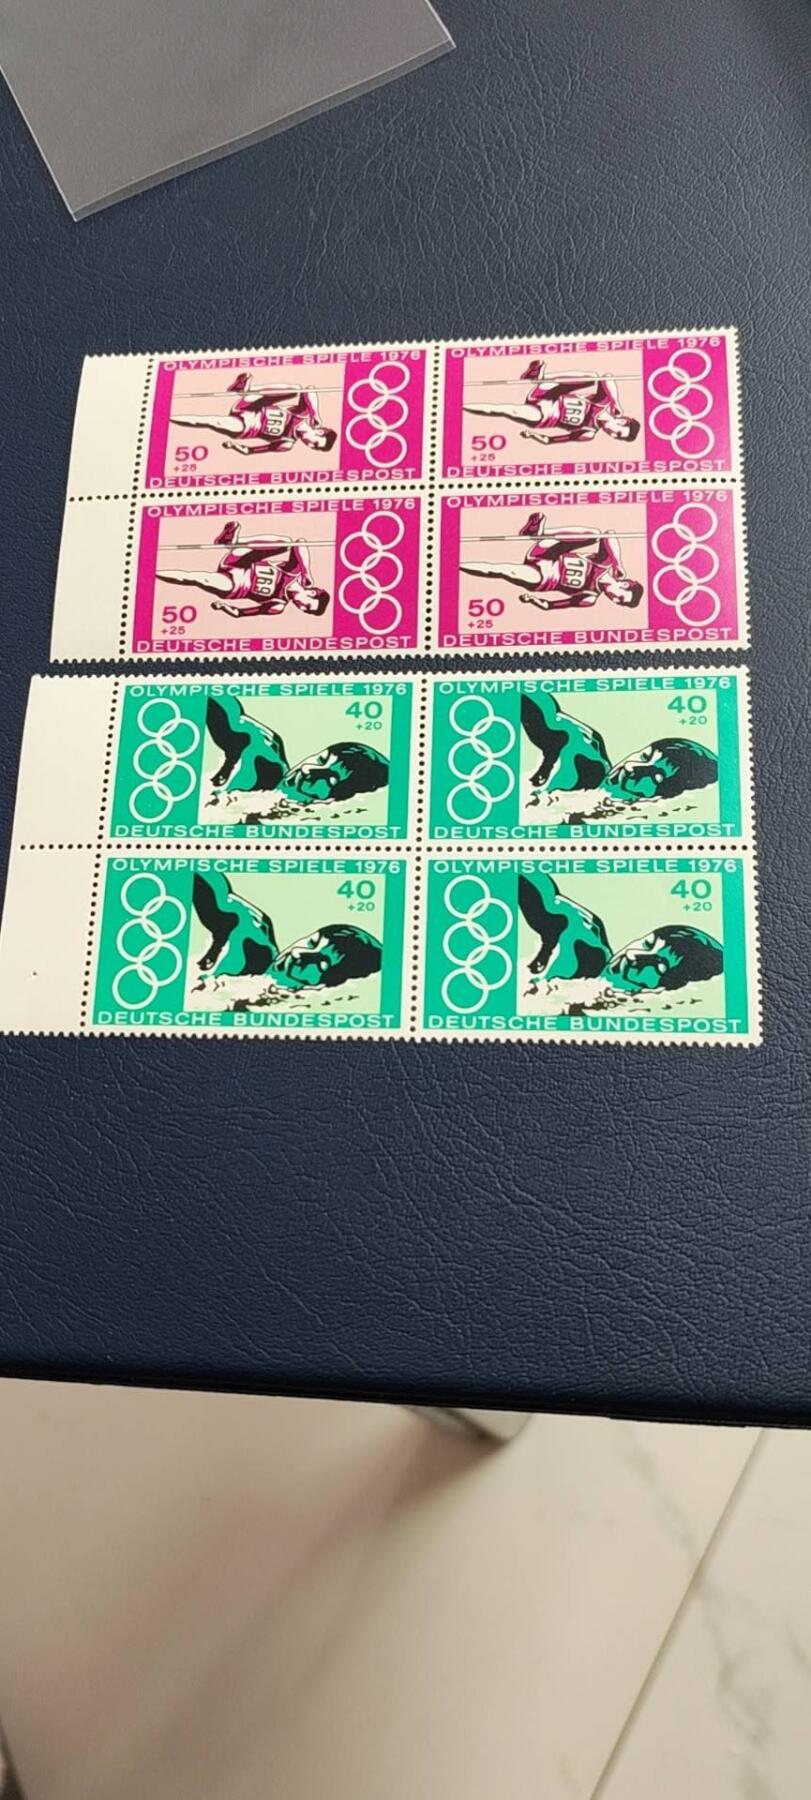 OLYMPISCHE SPIELE 1976 OLYMPISCHE SPIELE 1976
169 169
50 50
+25 +25
DEUTSCHE BUNDESPOST DEUTSCHE BUNDESPOST
OLYMPISCHE SPIELE 1976 OLYMPISCHE SPIELE 1976
169 169
50 50
+25 +25
DEUTSCHE BUNDESPOST DEUTSCHE BUNDESPOST
OLYMPISCHE SPIELE 1976 OLYMPISCHE SPIELE 1976
40 40
+20 +20
DEUTSCHE BUNDESPOST DEUTSCHE BUNDESPOST
OLYMPISCHE SPIELE 1976 OLYMPISCHE SPIELE 1976
40 40
+20 +20
DEUTSCHE BUNDESPOST DEUTSCHE BUNDESPOST